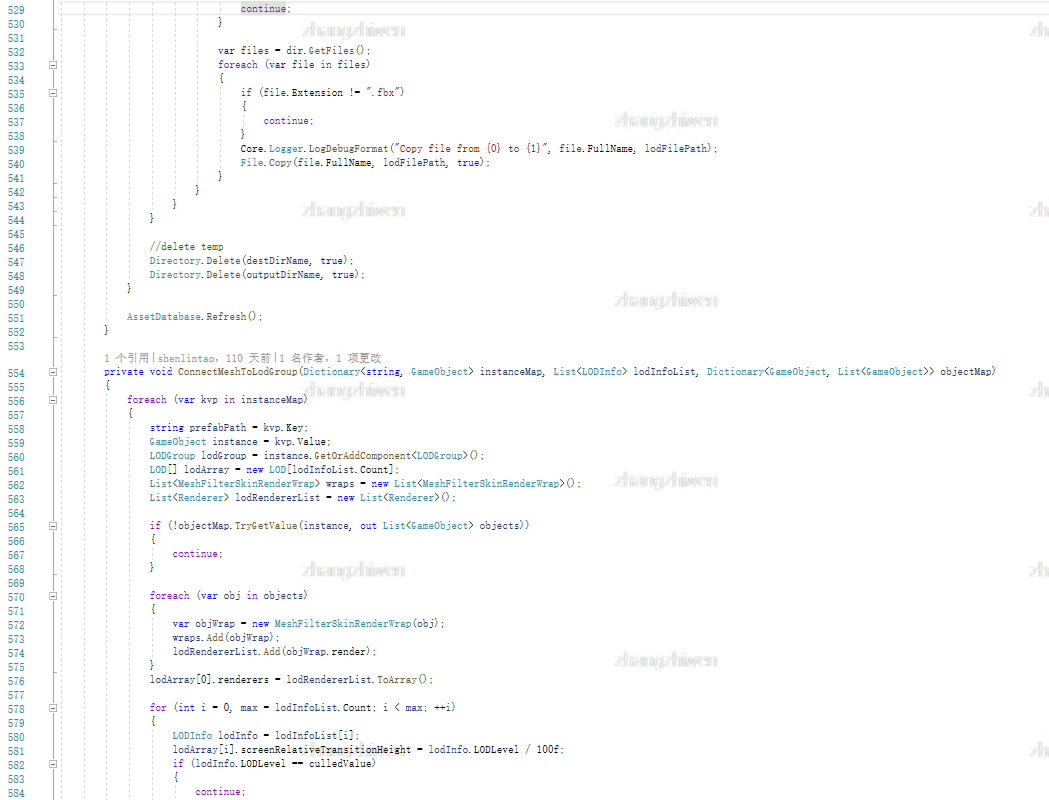 529 continue;
530 }
531
532 var files = dir.GetFiles();
533 foreach (var file in files)
534 {
535 if (file.Extension != ".fbx")
536 {
537 continue;
538 }
539 Core.Logger.LogDebugFormat("Copy file from {0} to {1}", file.FullName, lodFilePath);
540 File.Copy(file.FullName, lodFilePath, true);
541 }
542 }
543 }
544 }
545
546 //delete temp
547 Directory.Delete(destDirName, true);
548 Directory.Delete(outputDirName, true);
549 }
550
551 AssetDatabase.Refresh();
552 }
553
1 个引用|shenlintao，110 天前|1 名作者，1 项更改
554 private void ConnectMeshToLodGroup(Dictionary<string, GameObject> instanceMap, List<LODInfo> lodInfoList, Dictionary<GameObject, List<GameObject>> objectMap)
555 {
556 foreach (var kvp in instanceMap)
557 {
558 string prefabPath = kvp.Key;
559 GameObject instance = kvp.Value;
560 LODGroup lodGroup = instance.GetOrAddComponent<LODGroup>();
561 LOD[] lodArray = new LOD[lodInfoList.Count];
562 List<MeshFilterSkinRenderWrap> wraps = new List<MeshFilterSkinRenderWrap>();
563 List<Renderer> lodRendererList = new List<Renderer>();
564
565 if (!objectMap.TryGetValue(instance, out List<GameObject> objects))
566 {
567 continue;
568 }
569
570 foreach (var obj in objects)
571 {
572 var objWrap = new MeshFilterSkinRenderWrap(obj);
573 wraps.Add(objWrap);
574 lodRendererList.Add(objWrap.render);
575 }
576 lodArray[0].renderers = lodRendererList.ToArray();
577
578 for (int i = 0, max = lodInfoList.Count; i < max; ++i)
579 {
580 LODInfo lodInfo = lodInfoList[i];
581 lodArray[i].screenRelativeTransitionHeight = lodInfo.LODLevel / 100f;
582 if (lodInfo.LODLevel == culledValue)
583 {
584 continue;
zhangzhiwen
zhangzhiwen
zhangzhiwen
zhangzhiwen
zhangzhiwen
zhangzhiwen
zhangzhiwen
zhangzhiwen
zhangzhiwen